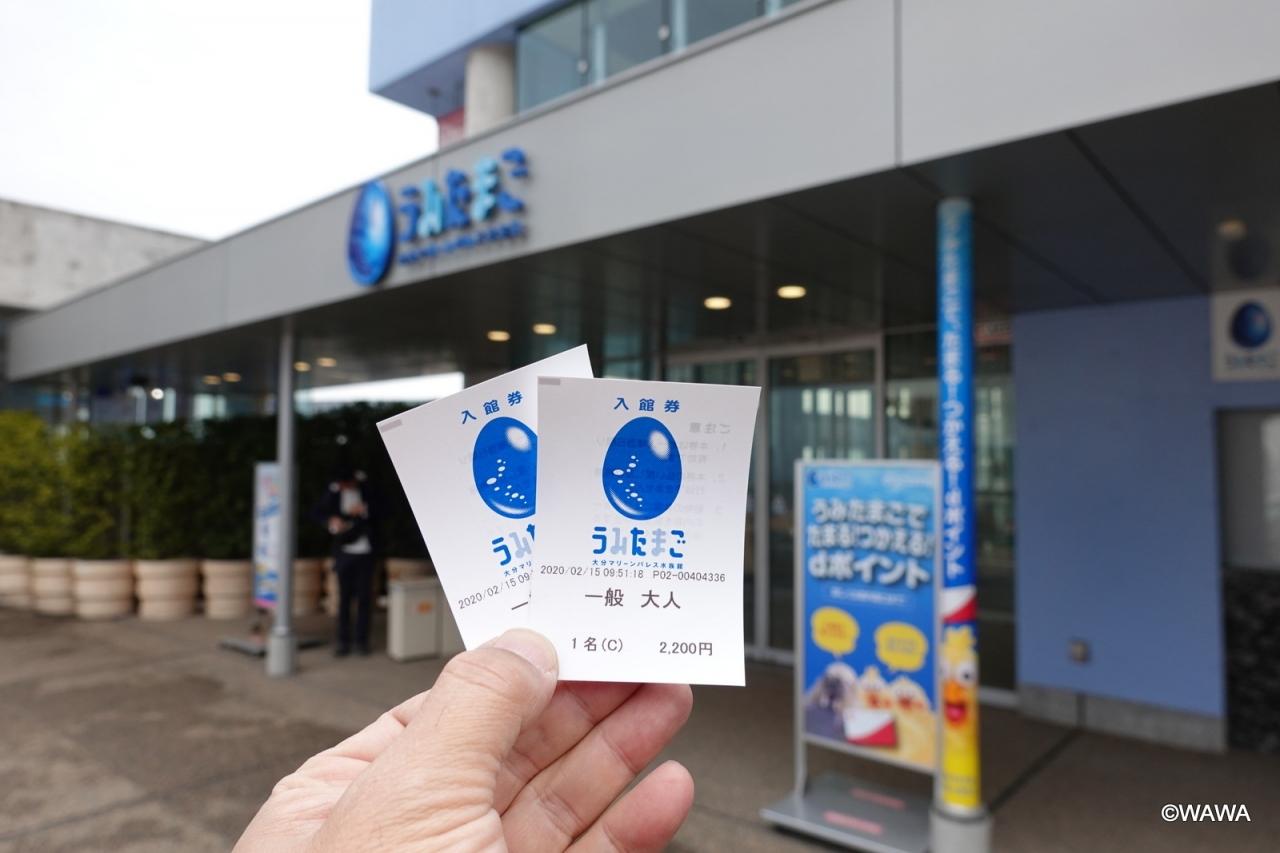 うみたまご
入館券
うみ
2020/02/15 09:
入館券
うみたまご
大分マリーンパレス水族館
2020/02/15 09:51:18 P02-00404336
一般 大人
1名(C) 2,200円
うみたまごで
たまる!つかえる!
dポイント
©WAWA